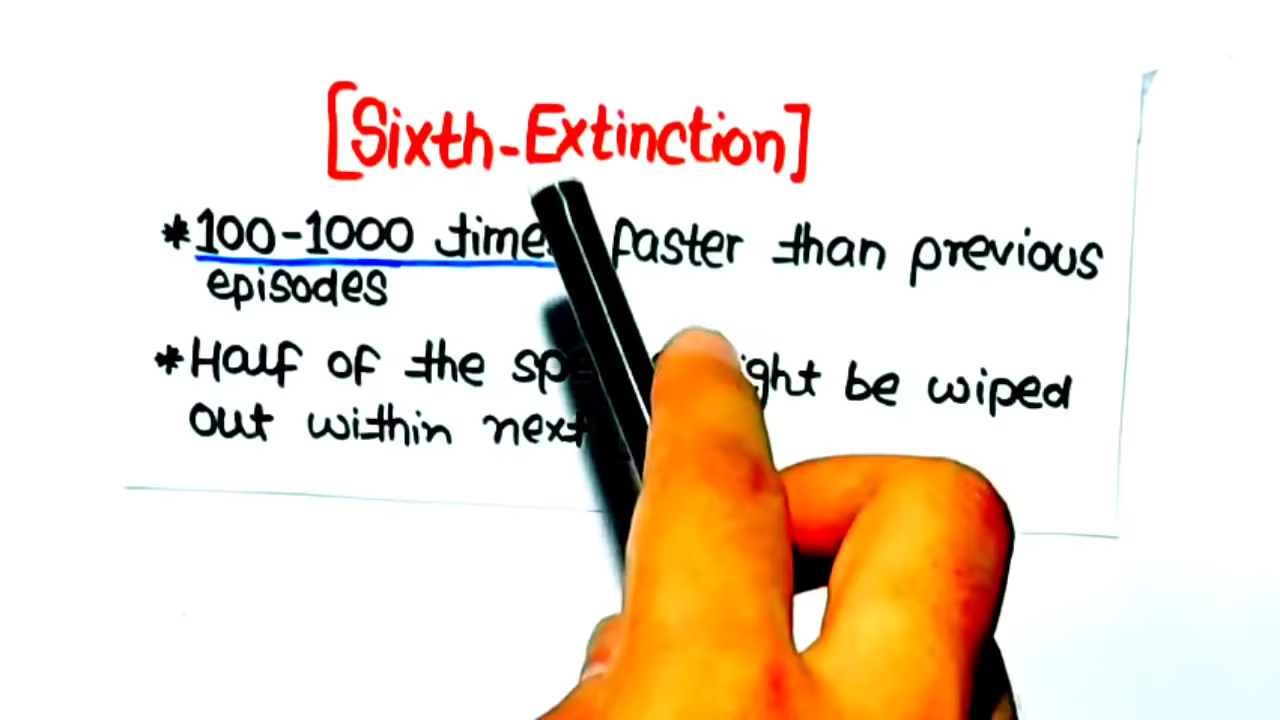 [Sixth-Extinction]
*100-1000 times faster than previous
episodes
*Half of the be wiped
out within next